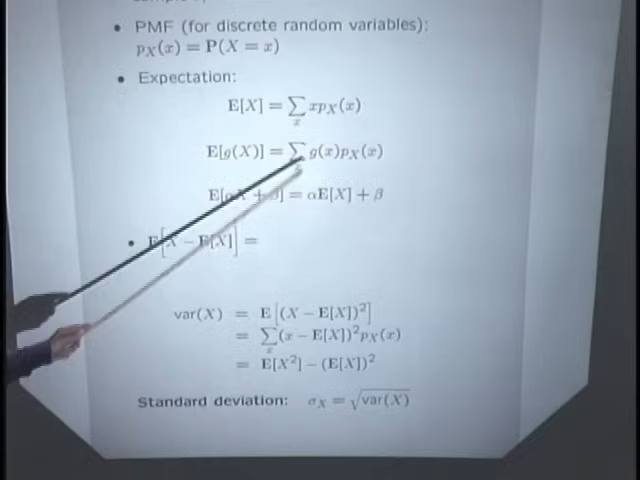 • PMF (for discrete random variables):
pX(x) = P(X = x)
• Expectation:
E[X] = ∑x xpX(x)
E[g(X)] = ∑x g(x)pX(x)
E[αX + β] = αE[X] + β
• E[X − E[X]] =
var(X) = E[(X − E[X])²]
= ∑x (x − E[X])²pX(x)
= E[X²] − (E[X])²
Standard deviation: σX = √var(X)